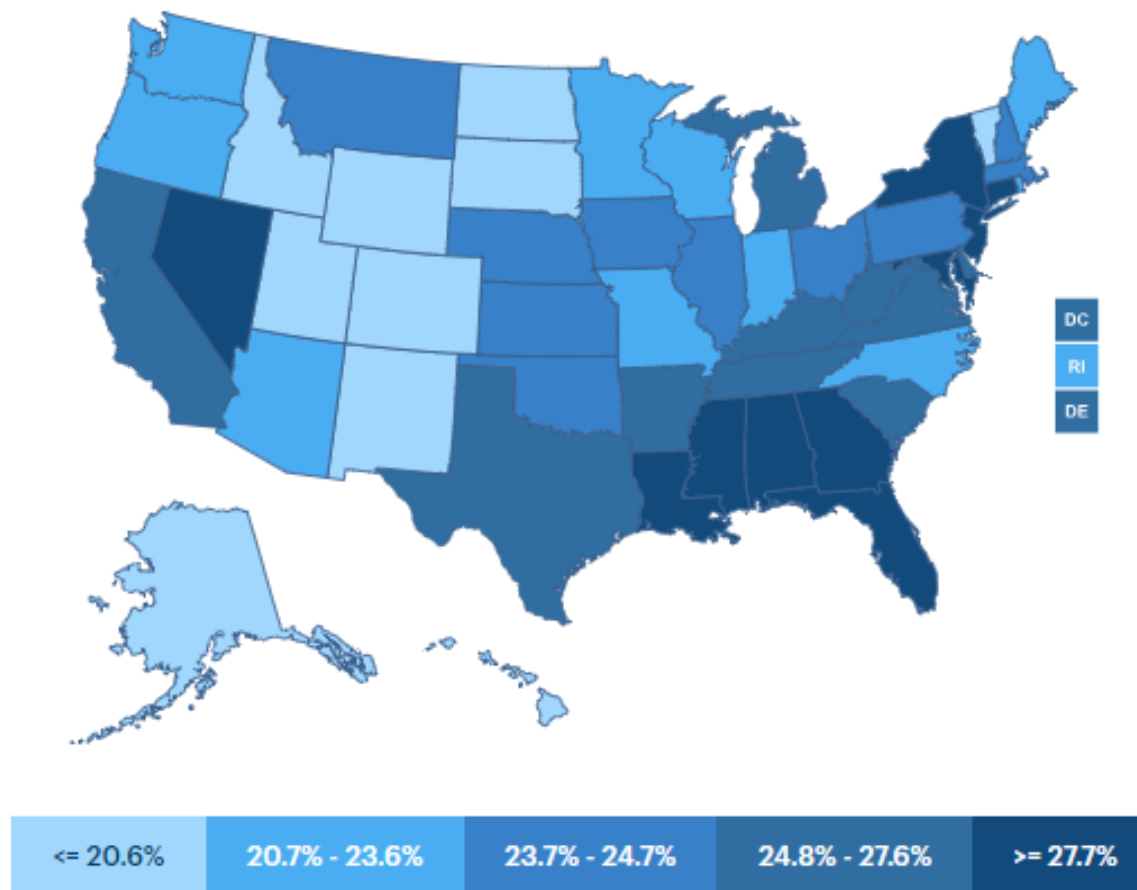 DC
RI
DE
<= 20.6%
20.7% - 23.6%
23.7% - 24.7%
24.8% - 27.6%
>= 27.7%